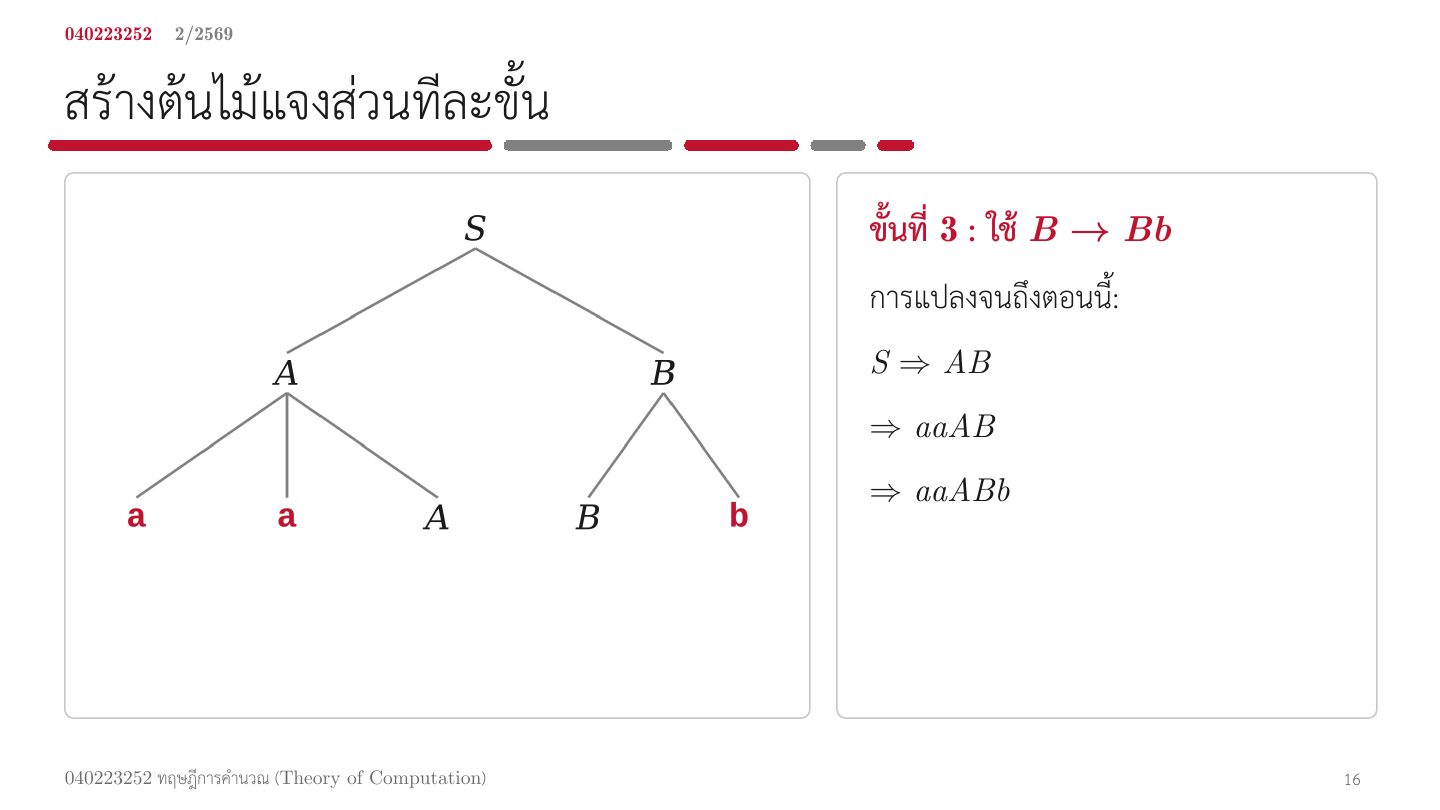 040223252 2/2569
สร้างต้นไม้แจงส่วนทีละขั้น
S
A B
a a A B b
ขั้นที่ 3 : ใช้ B → Bb
การแปลงจนถึงตอนนี้:
S ⇒ AB
⇒ aaAB
⇒ aaABb
040223252 ทฤษฎีการคำนวณ (Theory of Computation)
16